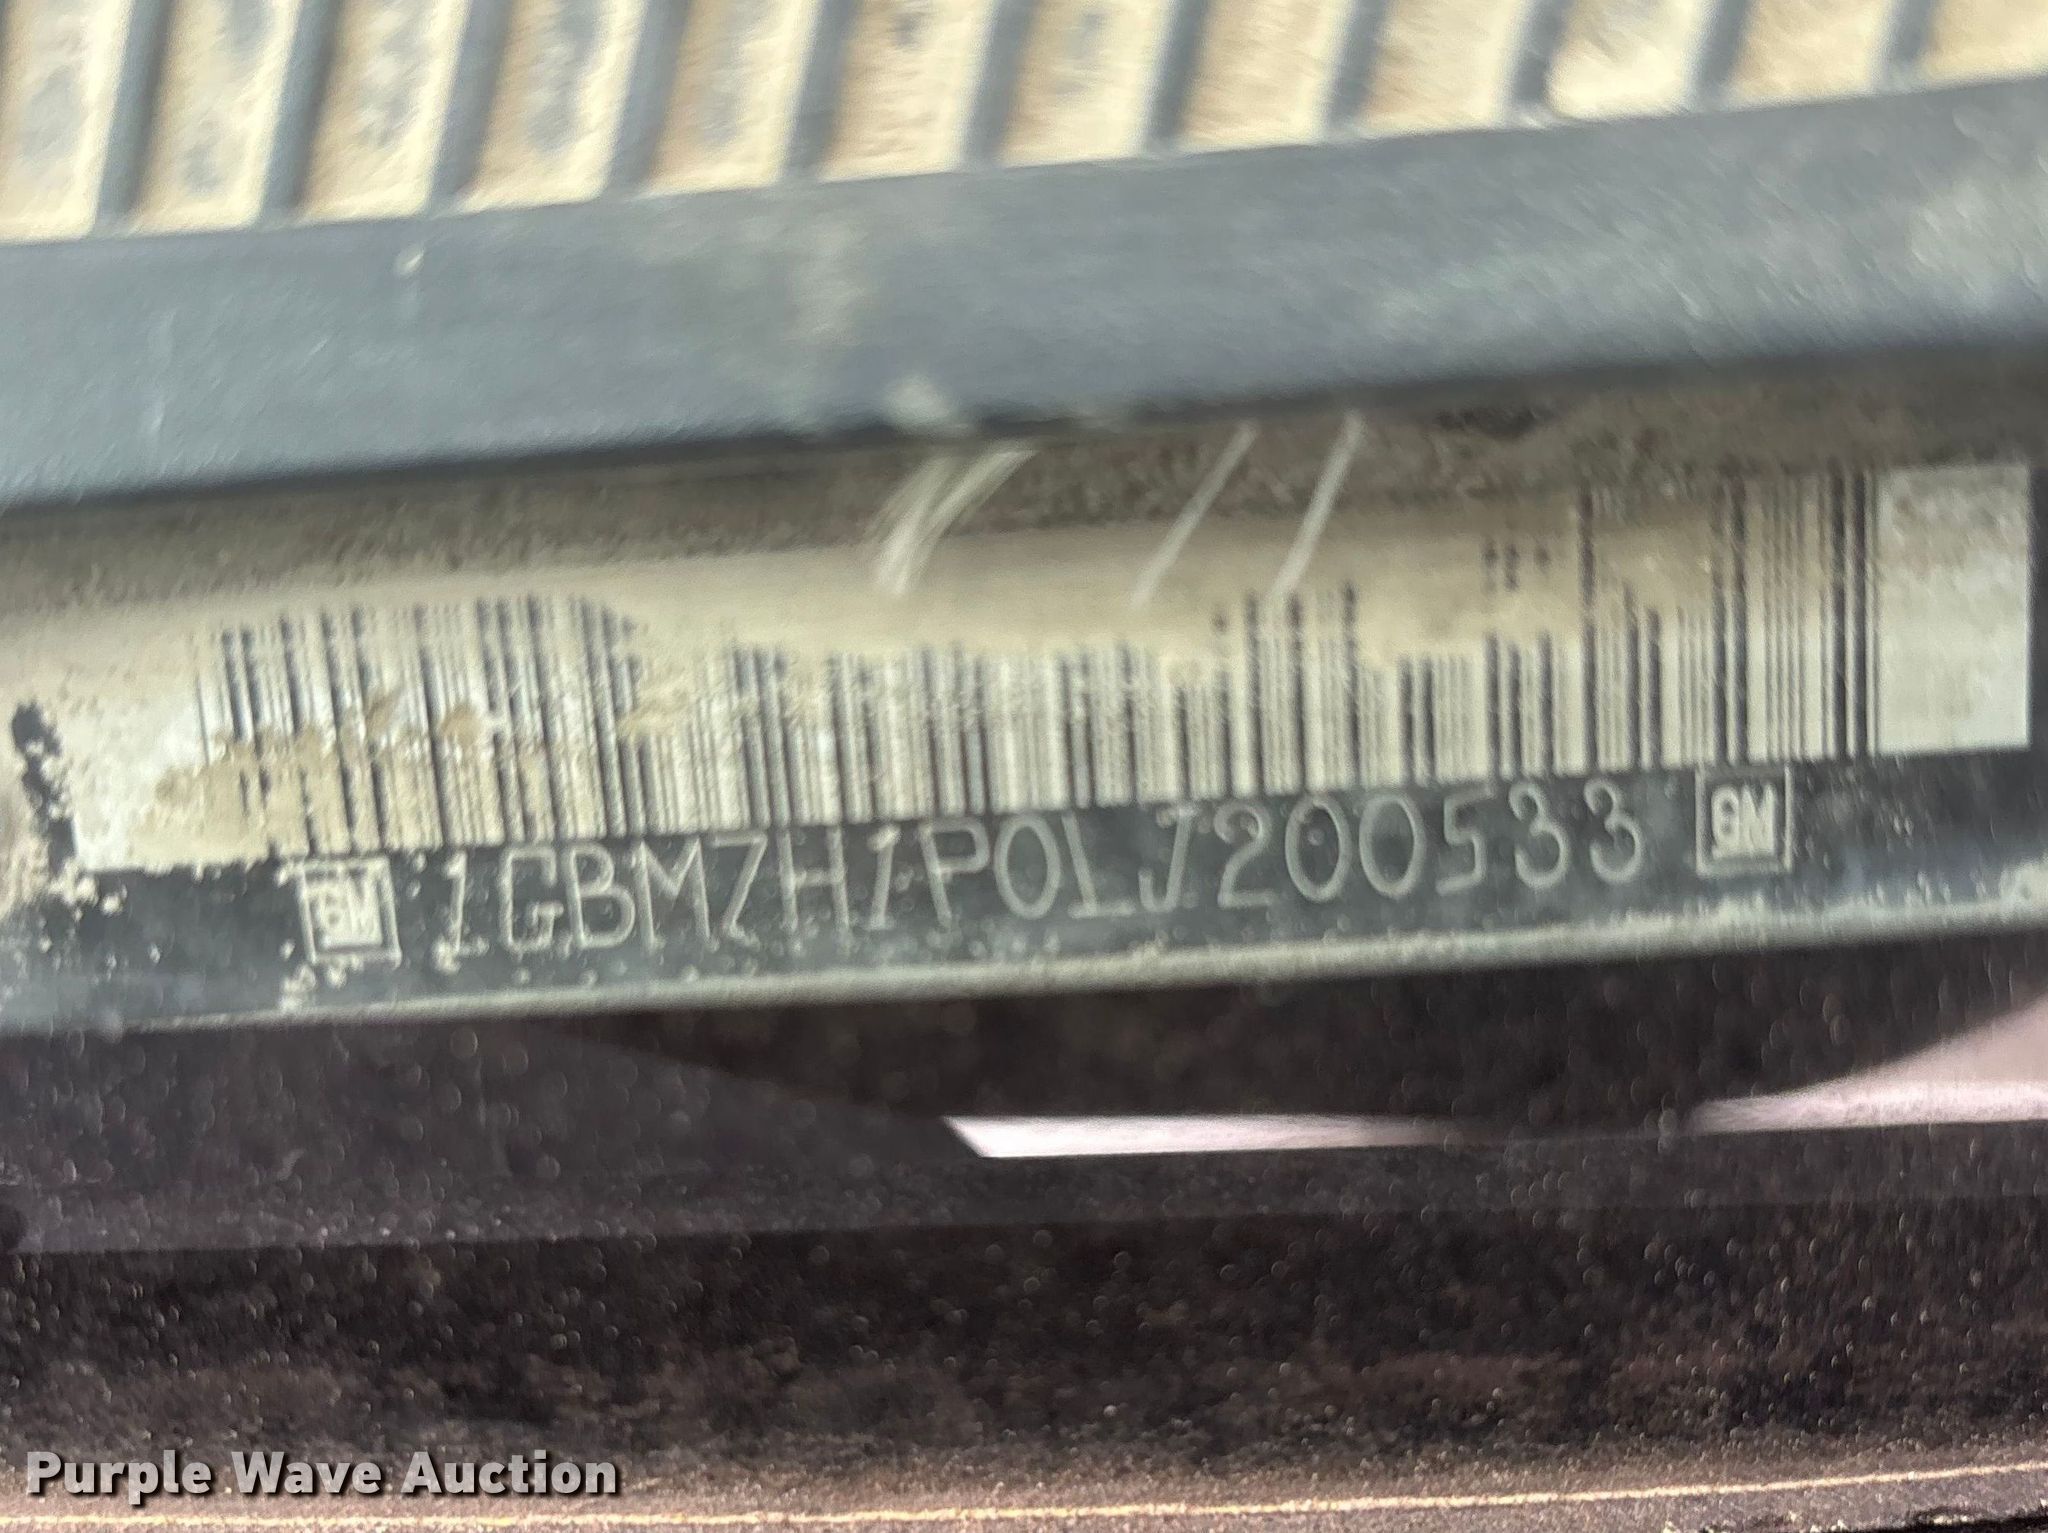 GM 1GBM7H1P0LJ200533 GM
Purple Wave Auction